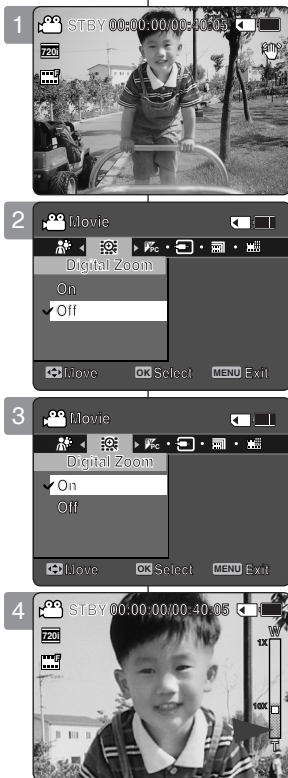 1
STBY 00:00:00/00:40:05
720i
F
2
Movie
Digital Zoom
On
Off
Move OK Select MENU Exit
3
Movie
Digital Zoom
On
Off
Move OK Select MENU Exit
4
STBY 00:00:00/00:40:05
720i
F
W
1X
10X
T